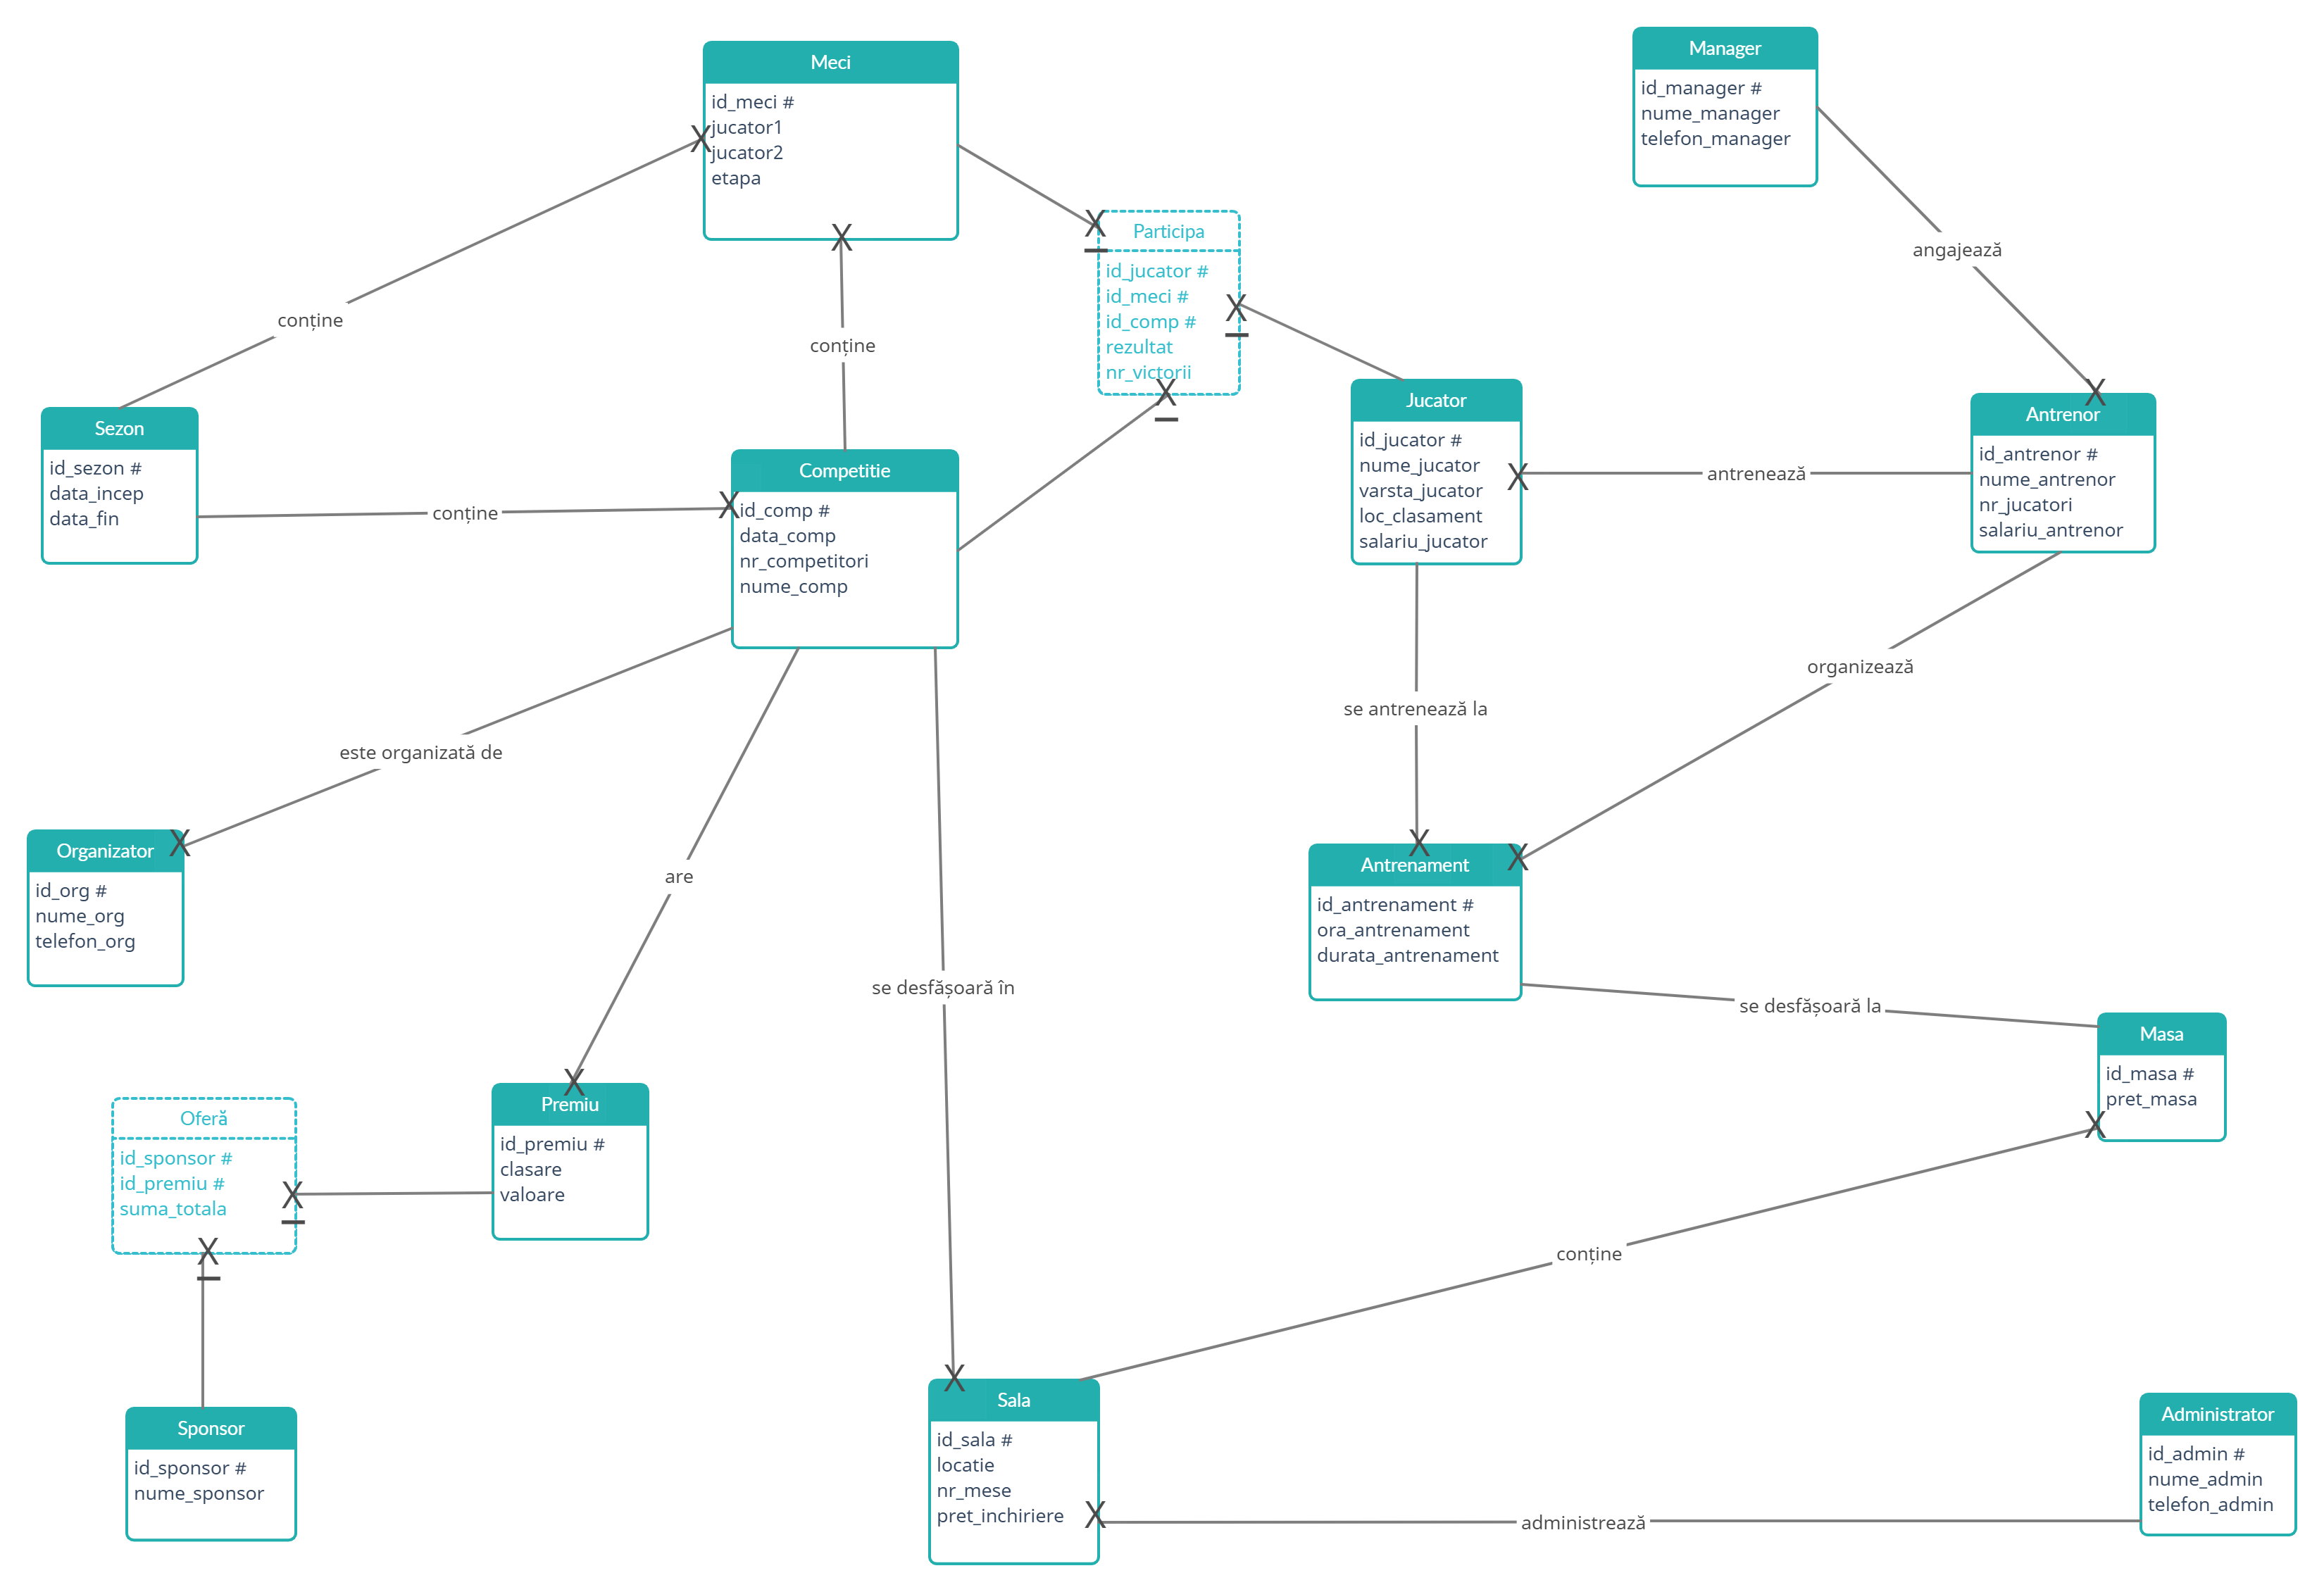 Meci
id_meci #
jucator1
jucator2
etapa
X
X
Manager
id_manager #
nume_manager
telefon_manager
angajează
X
Participa
id_jucator #
id_meci #
id_comp #
rezultat
nr_victorii
X
X
conține
conține
Sezon
id_sezon #
data_incep
data_fin
conține
X
Competitie
id_comp #
data_comp
nr_competitori
nume_comp
Jucator
id_jucator #
nume_jucator
varsta_jucator
loc_clasament
salariu_jucator
X
antrenează
X
Antrenor
id_antrenor #
nume_antrenor
nr_jucatori
salariu_antrenor
organizează
se antrenează la
este organizată de
Organizator
X
id_org #
nume_org
telefon_org
are
se desfășoară în
X
X
Antrenament
id_antrenament #
ora_antrenament
durata_antrenament
se desfășoară la
Masa
id_masa #
pret_masa
X
Oferă
id_sponsor #
id_premiu #
suma_totala
X
X
X
Premiu
id_premiu #
clasare
valoare
conține
Sponsor
id_sponsor #
nume_sponsor
X
Sala
id_sala #
locatie
nr_mese
pret_inchiriere
X
administrează
Administrator
id_admin #
nume_admin
telefon_admin